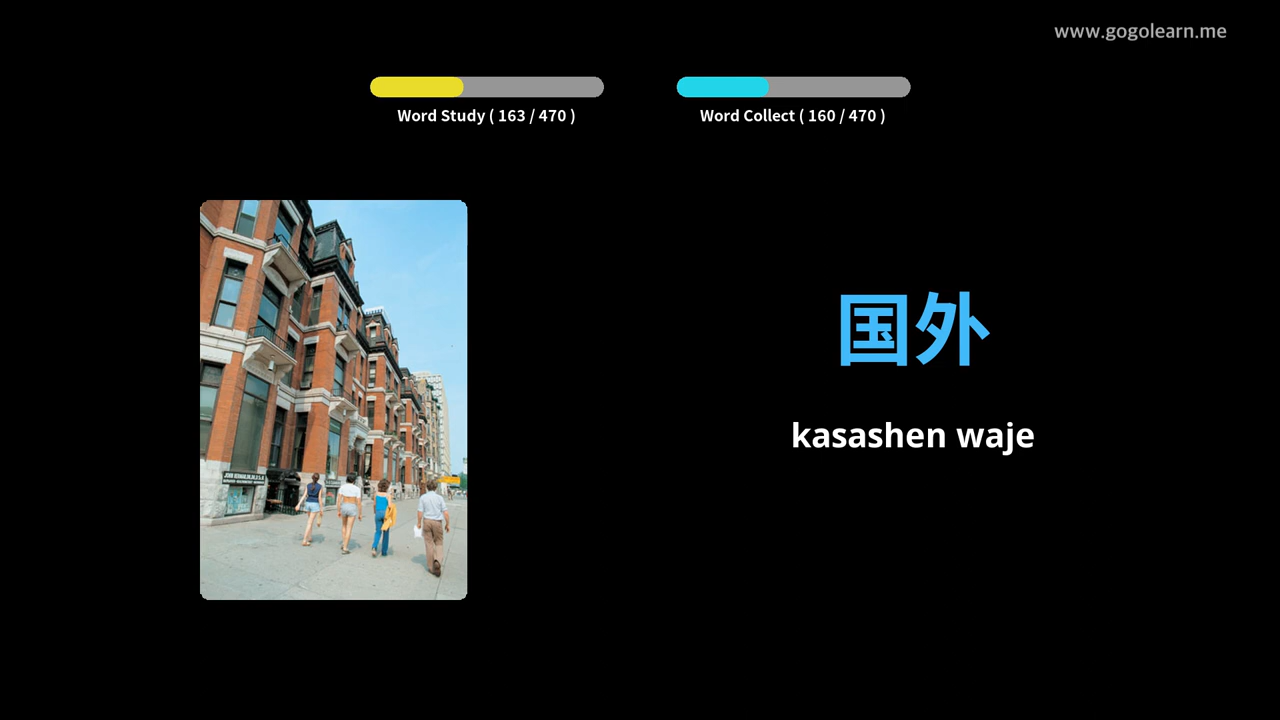 www.gogolearn.me
Word Study ( 163 / 470 )
Word Collect ( 160 / 470 )
国外
kasashen waje